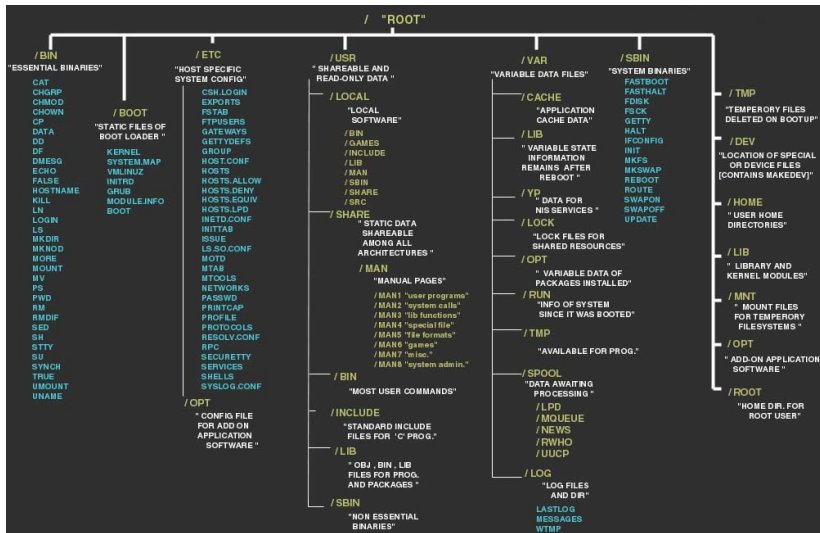 / "ROOT"
/ BIN
"ESSENTIAL BINARIES"
CAT
CHGRP
CHMOD
CHOWN
CP
DATA
DD
DF
DMESG
ECHO
FALSE
HOSTNAME
KILL
LN
LOGIN
LS
MKDIR
MKNOD
MORE
MOUNT
MV
PS
PWD
RM
RMDIF
SED
SH
STTY
SU
SYNCH
TRUE
UMOUNT
UNAME
/ BOOT
"STATIC FILES OF
BOOT LOADER "
KERNEL
SYSTEM.MAP
VMLINUZ
INITRD
GRUB
MODULE.INFO
BOOT
/ ETC
"HOST SPECIFIC
SYSTEM CONFIG"
CSH.LOGIN
EXPORTS
FSTAB
FTPUSERS
GATEWAYS
GETTYDEFS
GROUP
HOST.CONF
HOSTS
HOSTS.ALLOW
HOSTS.DENY
HOSTS.EQUIV
HOSTS.LPD
INETD.CONF
INITTAB
ISSUE
LS.SO.CONF
MOTD
MTAB
MTOOLS
NETWORKS
PASSWD
PRINTCAP
PROFILE
PROTOCOLS
RESOLV.CONF
RPC
SECURETTY
SERVICES
SHELLS
SYSLOG.CONF
/ OPT
"CONFIG FILE
FOR ADD ON
APPLICATION
SOFTWARE "
/ USR
" SHAREABLE AND
READ-ONLY DATA "
/ LOCAL
"LOCAL
SOFTWARE"
/ BIN
/ GAMES
/ INCLUDE
/ LIB
/ MAN
/ SBIN
/ SHARE
/ SRC
/ SHARE
"STATIC DATA
SHAREABLE
AMONG ALL
ARCHITECTURES "
/ MAN
"MANUAL PAGES"
/ MAN1 "user programs"
/ MAN2 "system calls"
/ MAN3 "lib functions"
/ MAN4 "special file"
/ MAN5 "file formats"
/ MAN6 "games"
/ MAN7 "misc."
/ MAN8 "system admin."
/ BIN
"MOST USER COMMANDS"
/ INCLUDE
"STANDARD INCLUDE
FILES FOR 'C' PROG.
/ LIB
" OBJ , BIN , LIB
FILES FOR PROG.
AND PACKAGES "
/ SBIN
"NON ESSENTIAL
BINARIES"
/ VAR
"VARIABLE DATA FILES"
/ CACHE
"APPLICATION
CACHE DATA"
/ LIB
" VARIABLE STATE
INFORMATION
REMAINS AFTER
REBOOT "
/ YP
" DATA FOR
NIS SERVICES "
/ LOCK
"LOCK FILES FOR
SHARED RESOURCES"
/ OPT
" VARIABLE DATA OF
PACKAGES INSTALLED"
/ RUN
"INFO OF SYSTEM
SINCE IT WAS BOOTED"
/ TMP
"AVAILABLE FOR PROG.
/ SPOOL
"DATA AWAITING
PROCESSING "
/ LPD
/ MQUEUE
/ NEWS
/ RWHO
/ UUCP
/ LOG
"LOG FILES
AND DIR"
LASTLOG
MESSAGES
WTMP
/ SBIN
"SYSTEM BINARIES"
FASTBOOT
FASTHALT
FDISK
FSCK
GETTY
HALT
IFCONFIG
INIT
MKFS
MKSWAP
REBOOT
ROUTE
SWAPON
SWAPOFF
UPDATE
/ TMP
"TEMPERORY FILES
DELETED ON BOOTUP"
/ DEV
"LOCATION OF SPECIAL
OR DEVICE FILES
[CONTAINS MAKEDEV]"
/ HOME
" USER HOME
DIRECTORIES"
/ LIB
" LIBRARY AND
KERNEL MODULES"
/ MNT
" MOUNT FILES
FOR TEMPERORY
FILESYSTEMS "
/ OPT
" ADD-ON APPLICATION
SOFTWARE "
/ ROOT
"HOME DIR. FOR
ROOT USER"